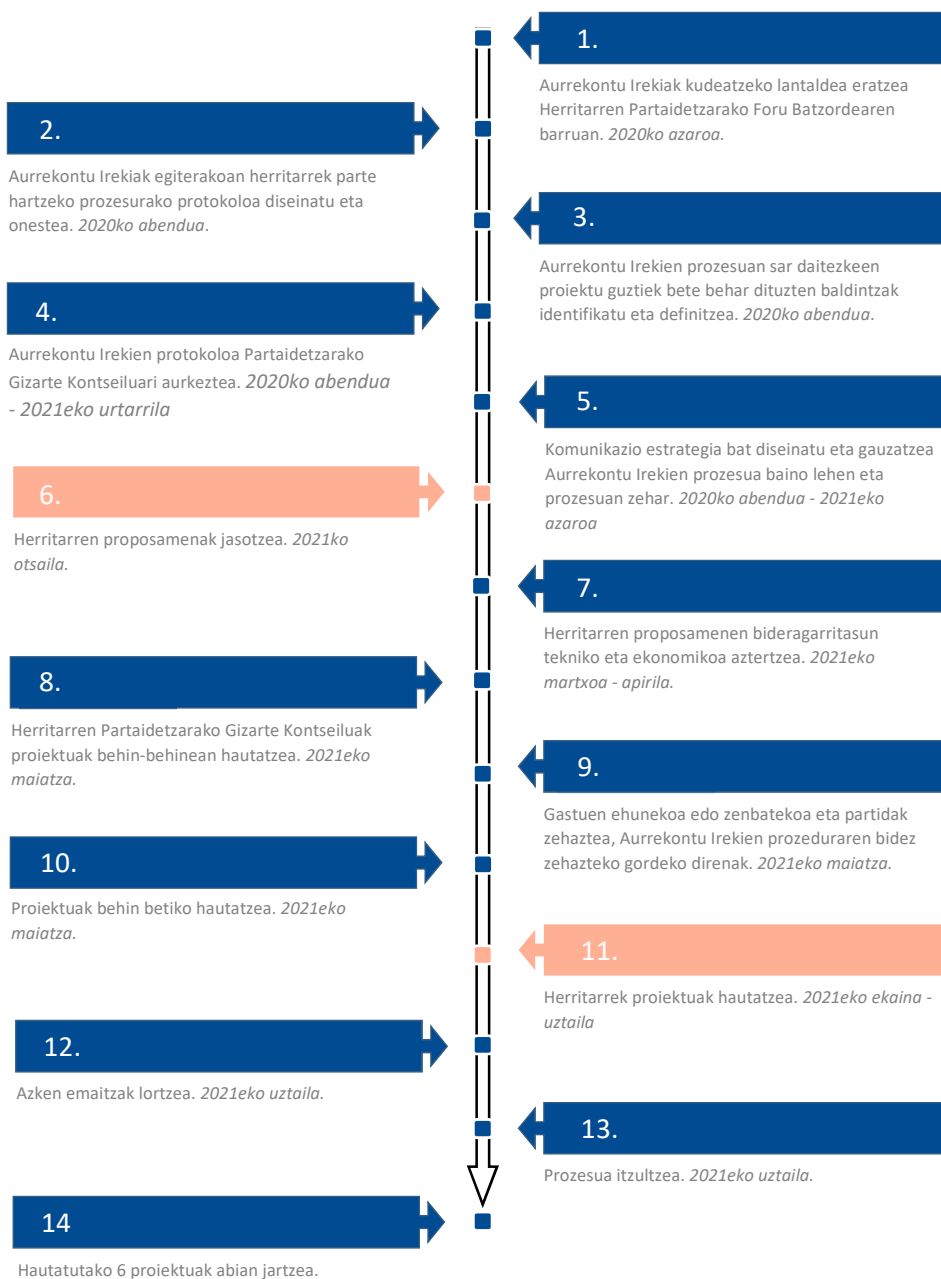 1.
Aurrekontu Irekiak kudeatzeko lantaldea eratzea
Herritarren Partaidetzarako Foru Batzordearen
barruan. 2020ko azaroa.
2.
Aurrekontu Irekiak egiterakoan herritarrek parte
hartzeko prozesurako protokoloa diseinatu eta
onestea. 2020ko abendua.
3.
Aurrekontu Irekien prozesuan sar daitezkeen
proiektu guztiek bete behar dituzten baldintzak
identifikatu eta definitzea. 2020ko abendua.
4.
Aurrekontu Irekien protokoloa Partaidetzarako
Gizarte Kontseiluari aurkeztea. 2020ko abendua
- 2021eko urtarrila
5.
Komunikazio estrategia bat diseinatu eta gauzatzea
Aurrekontu Irekien prozesua baino lehen eta
prozesuan zehar. 2020ko abendua - 2021eko
azaroa
6.
Herritarren proposamenak jasotzea. 2021ko
otsaila.
7.
Herritarren proposamenen bideragarritasun
tekniko eta ekonomikoa aztertzea. 2021eko
martxoa - apirila.
8.
Herritarren Partaidetzarako Gizarte Kontseiluak
proiektuak behin-behinean hautatzea. 2021eko
maiatza.
9.
Gastuen ehunekoa edo zenbatekoa eta partidak
zehaztea, Aurrekontu Irekien prozeduraren bidez
zehazteko gordeko direnak. 2021eko maiatza.
10.
Proiektuak behin betiko hautatzea. 2021eko
maiatza.
11.
Herritarrek proiektuak hautatzea. 2021eko ekaina -
uztaila
12.
Azken emaitzak lortzea. 2021eko uztaila.
13.
Prozesua itzultzea. 2021eko uztaila.
14
Hautatutako 6 proiektuak abian jartzea.